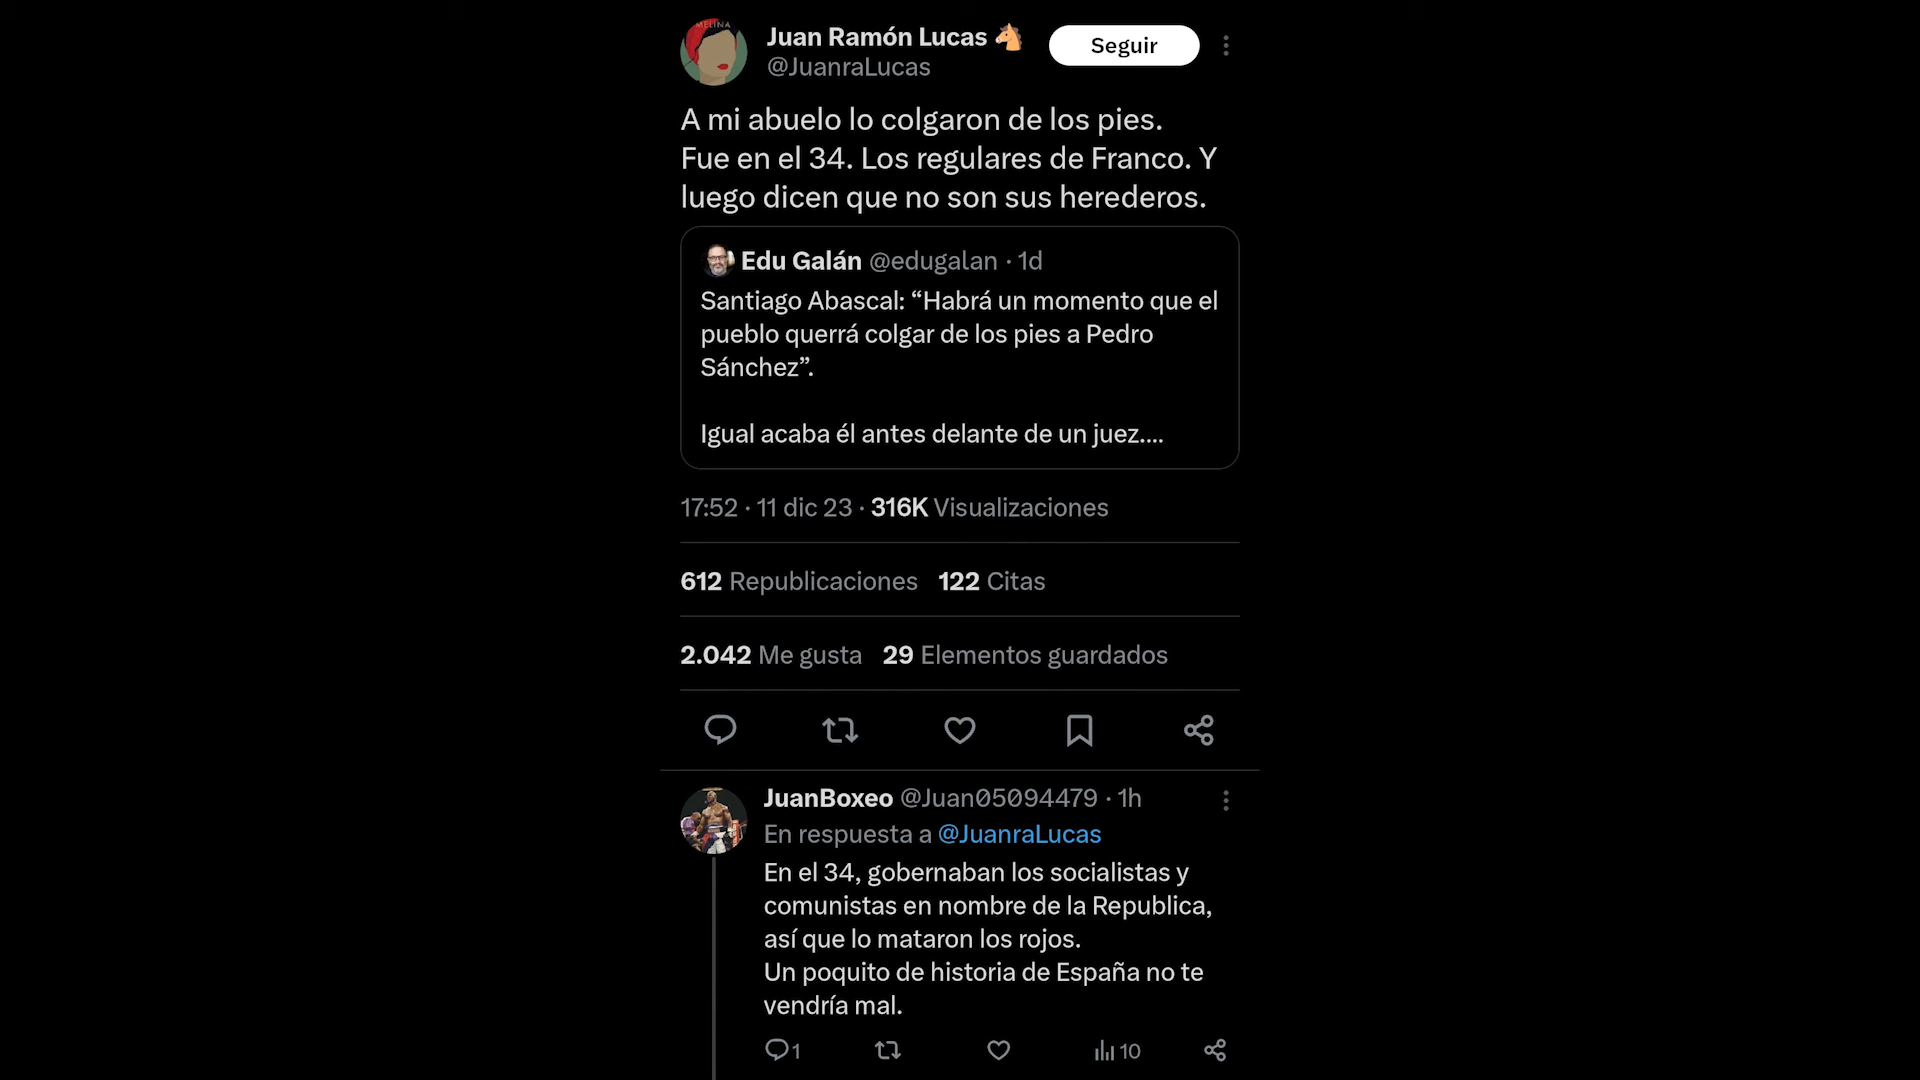 MELINA
Juan Ramón Lucas 🐴
Seguir
@JuanraLucas
A mi abuelo lo colgaron de los pies.
Fue en el 34. Los regulares de Franco. Y
luego dicen que no son sus herederos.
Edu Galán @edugalan · 1d
Santiago Abascal: “Habrá un momento que el
pueblo querrá colgar de los pies a Pedro
Sánchez”.
Igual acaba él antes delante de un juez....
17:52 · 11 dic 23 · 316K Visualizaciones
612 Republicaciones 122 Citas
2.042 Me gusta 29 Elementos guardados
JuanBoxeo @Juan05094479 · 1h
En respuesta a @JuanraLucas
En el 34, gobernaban los socialistas y
comunistas en nombre de la Republica,
así que lo mataron los rojos.
Un poquito de historia de España no te
vendría mal.
1 10